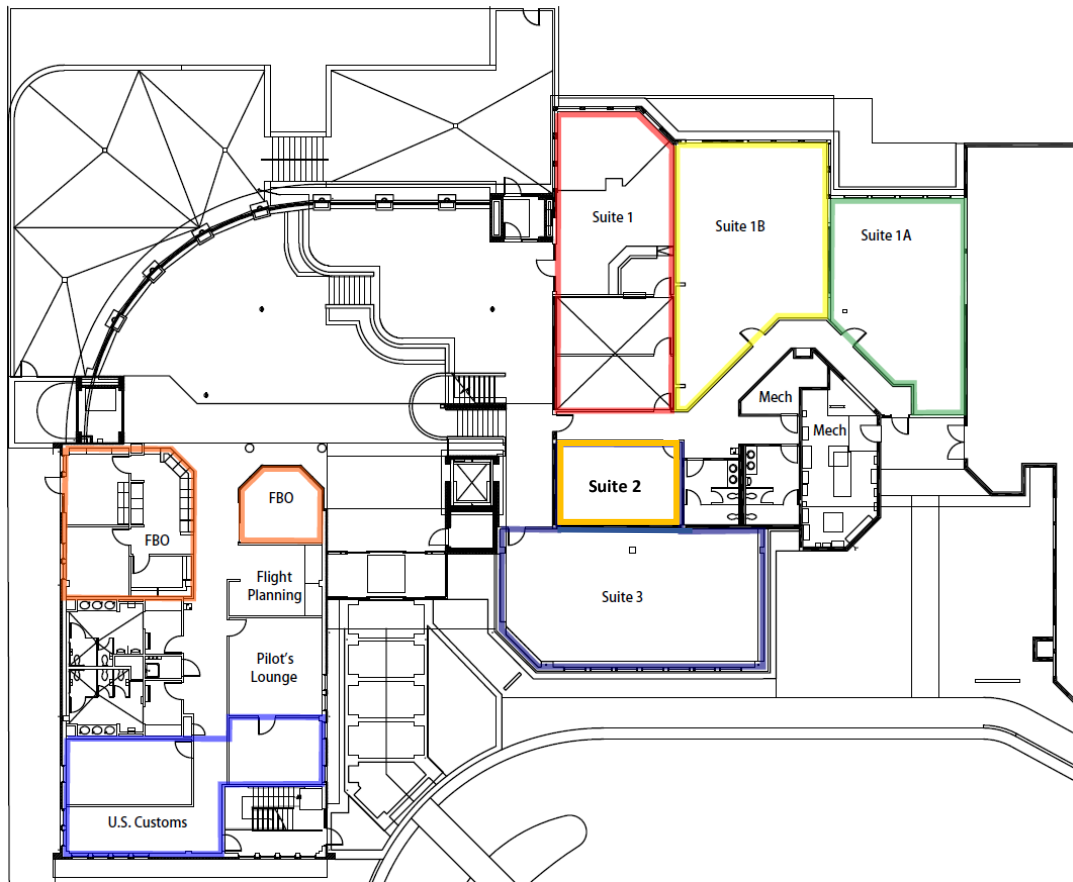 Suite 1
Suite 1B
Suite 1A
Mech
Mech
Suite 2
FBO
FBO
Flight
Planning
Suite 3
Pilot's
Lounge
U.S. Customs